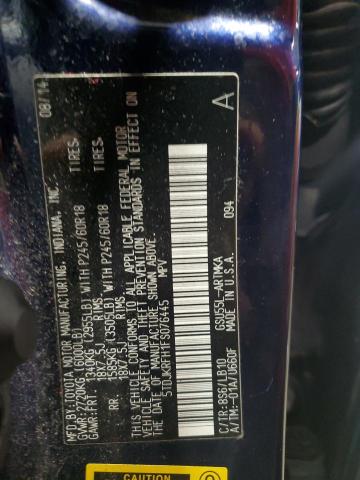 MFD.BY:TOYOTA MOTOR MANUFACTURING, INDIANA, INC. 08/14
GVWR: 2720KG(6000LB)
GAWR:FRT. 1340KG(2955LB) WITH P245/60R18 TIRES
18X7.5J RIMS
RR. 1589KG(3505LB) WITH P245/60R18 TIRES
18X7.5J RIMS
THIS VEHICLE CONFORMS TO ALL APPLICABLE FEDERAL MOTOR
VEHICLE SAFETY AND THEFT PREVENTION STANDARDS IN EFFECT ON
THE DATE OF MANUFACTURE SHOWN ABOVE.
MPV
094
A
C/TR:8S6/LB10
A/TM:-01A/U660F
GSU55L-ARTMKA
MADE IN U.S.A.
CAUTION